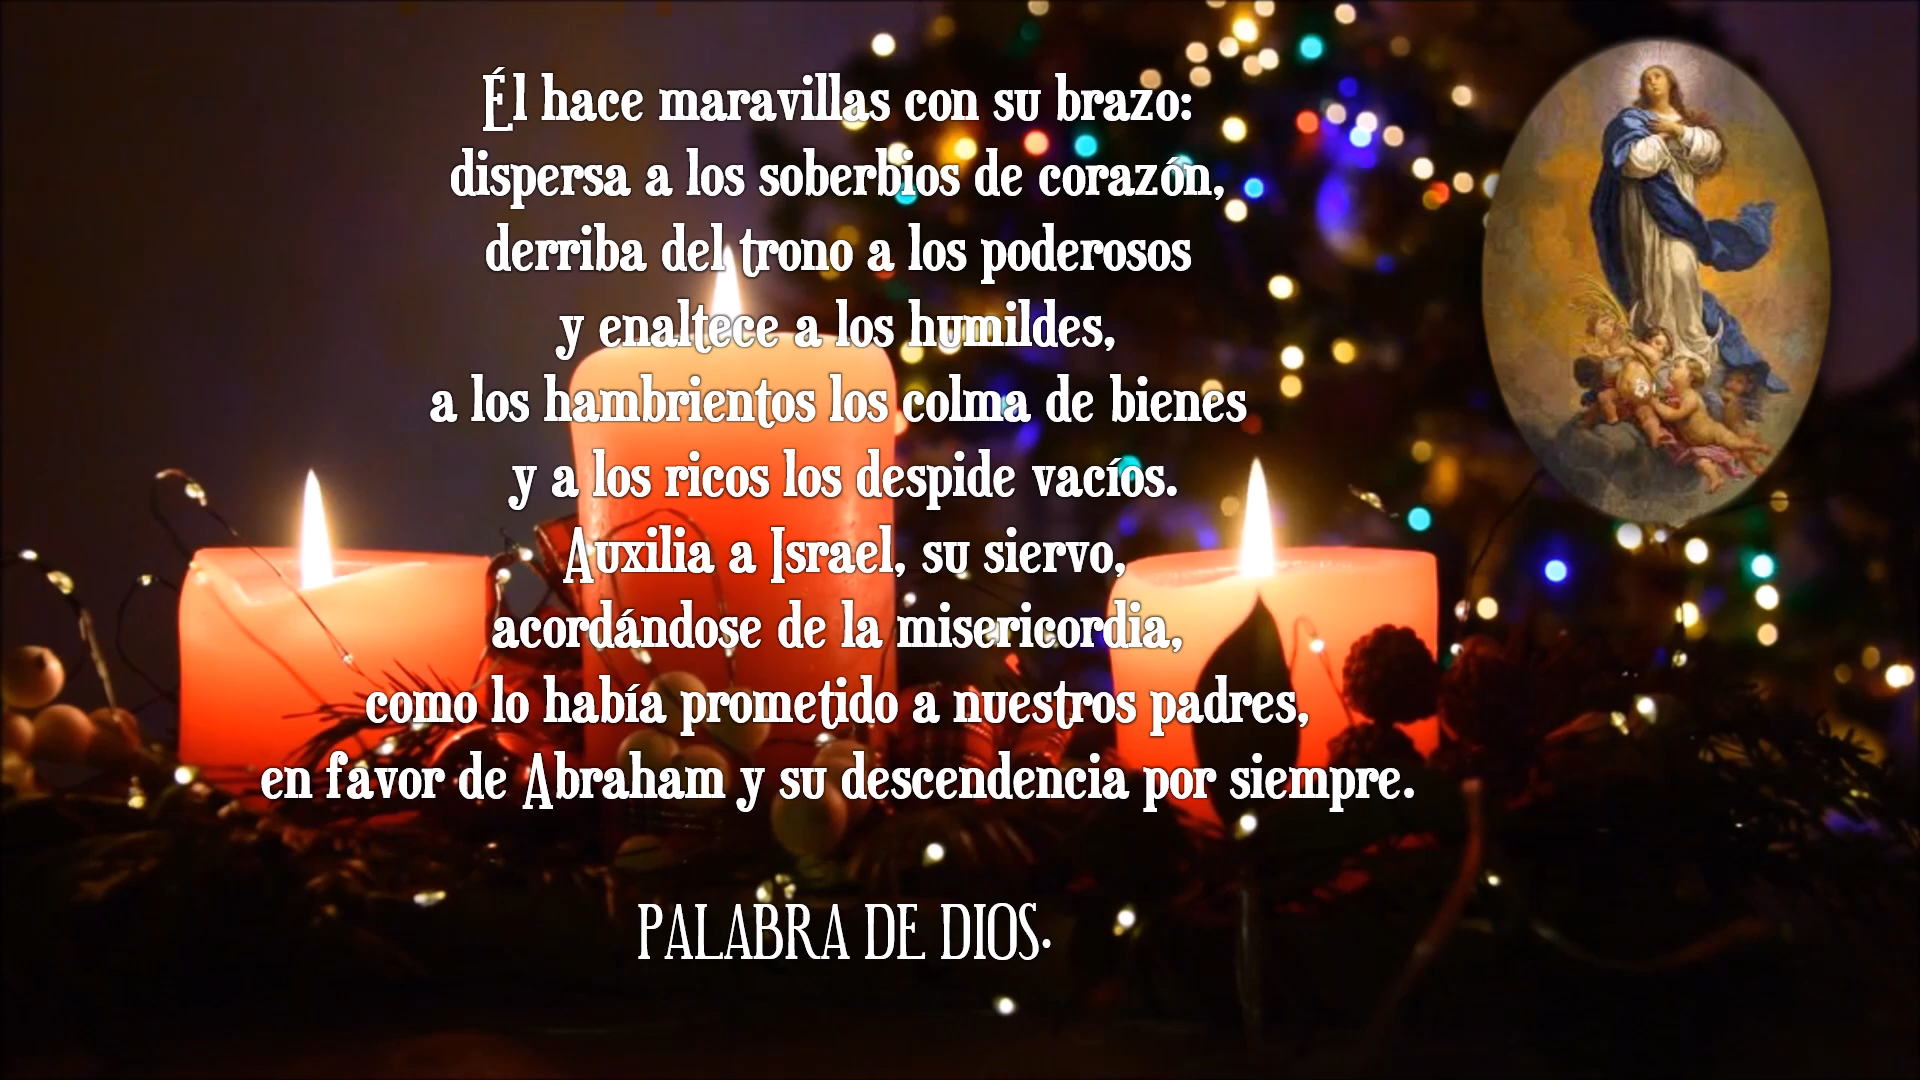 Él hace maravillas con su brazo:
dispersa a los soberbios de corazón,
derriba del trono a los poderosos
y enaltece a los humildes,
a los hambrientos los colma de bienes
y a los ricos los despide vacíos.
Auxilia a Israel, su siervo,
acordándose de la misericordia,
como lo había prometido a nuestros padres,
en favor de Abraham y su descendencia por siempre.
PALABRA DE DIOS.